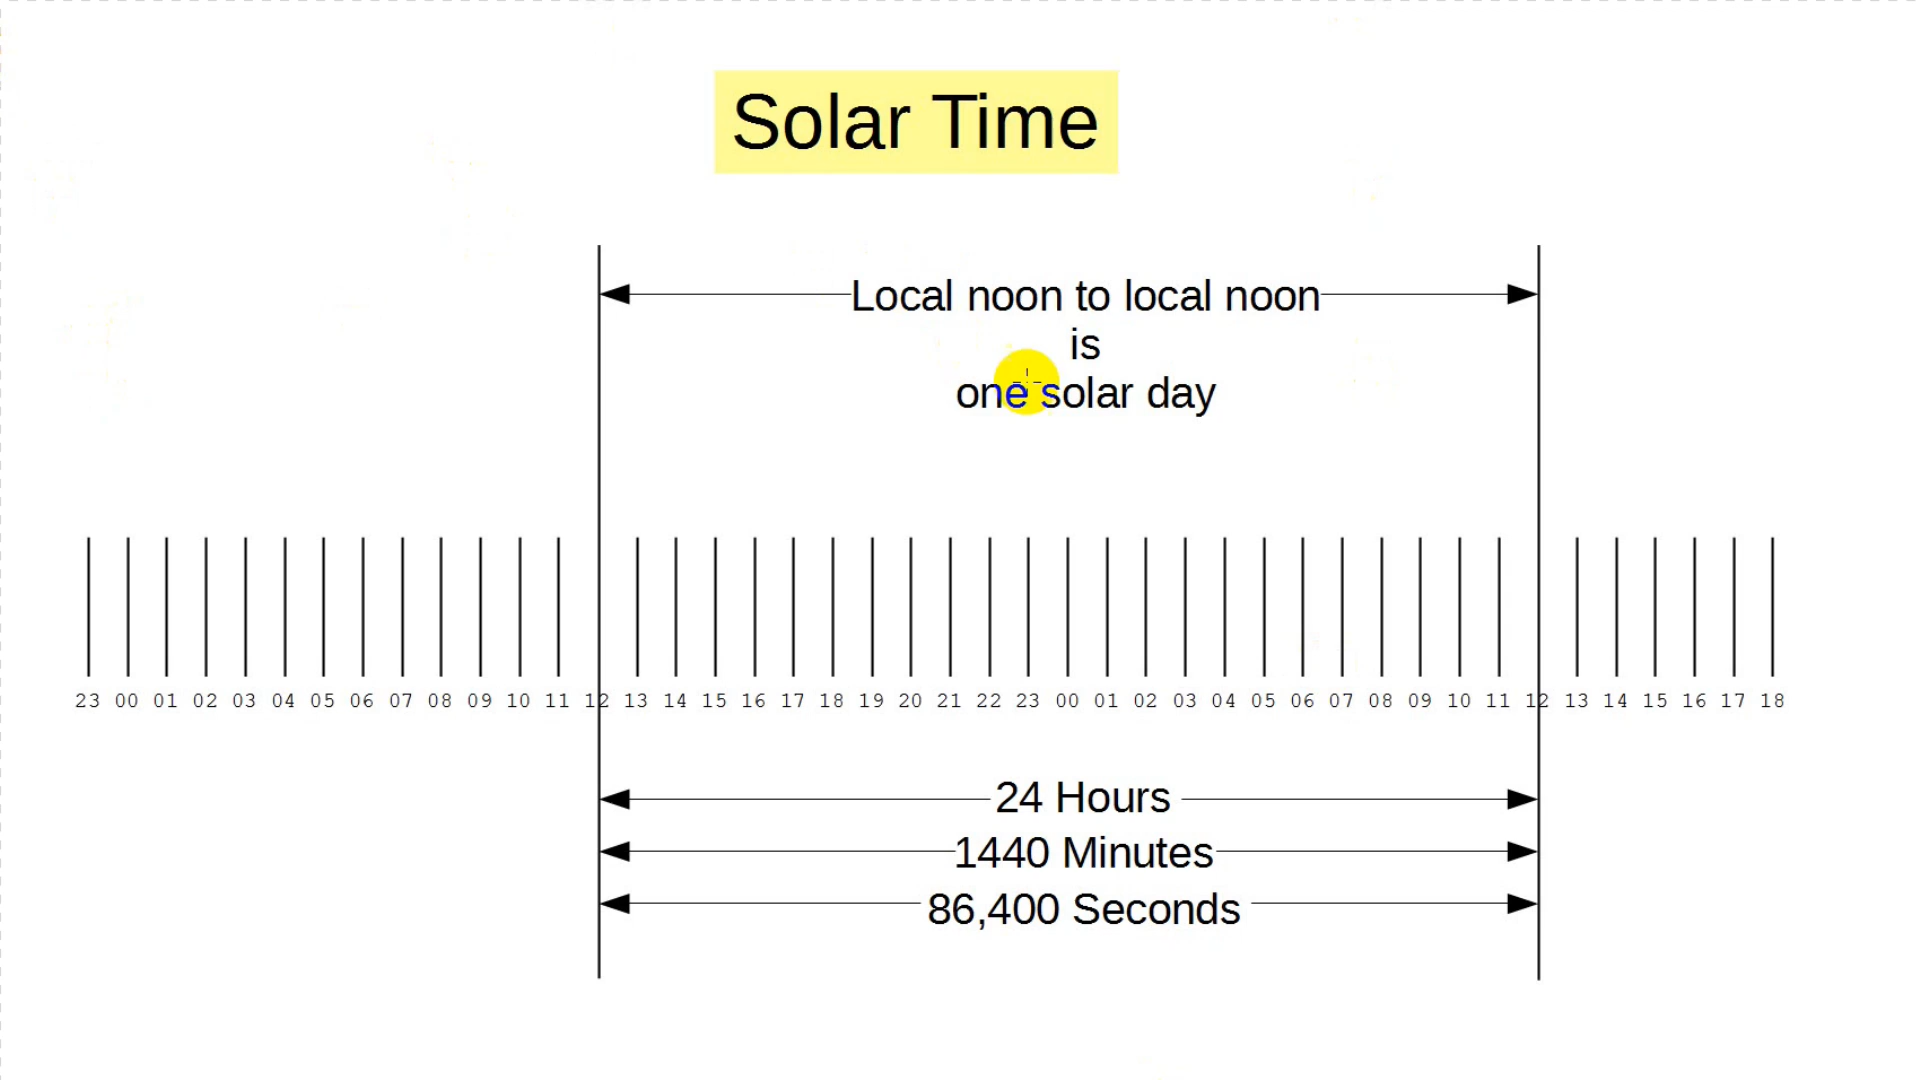 Solar Time
Local noon to local noon
is
one solar day
23 00 01 02 03 04 05 06 07 08 09 10 11 12 13 14 15 16 17 18 19 20 21 22 23 00 01 02 03 04 05 06 07 08 09 10 11 12 13 14 15 16 17 18
24 Hours
1440 Minutes
86,400 Seconds